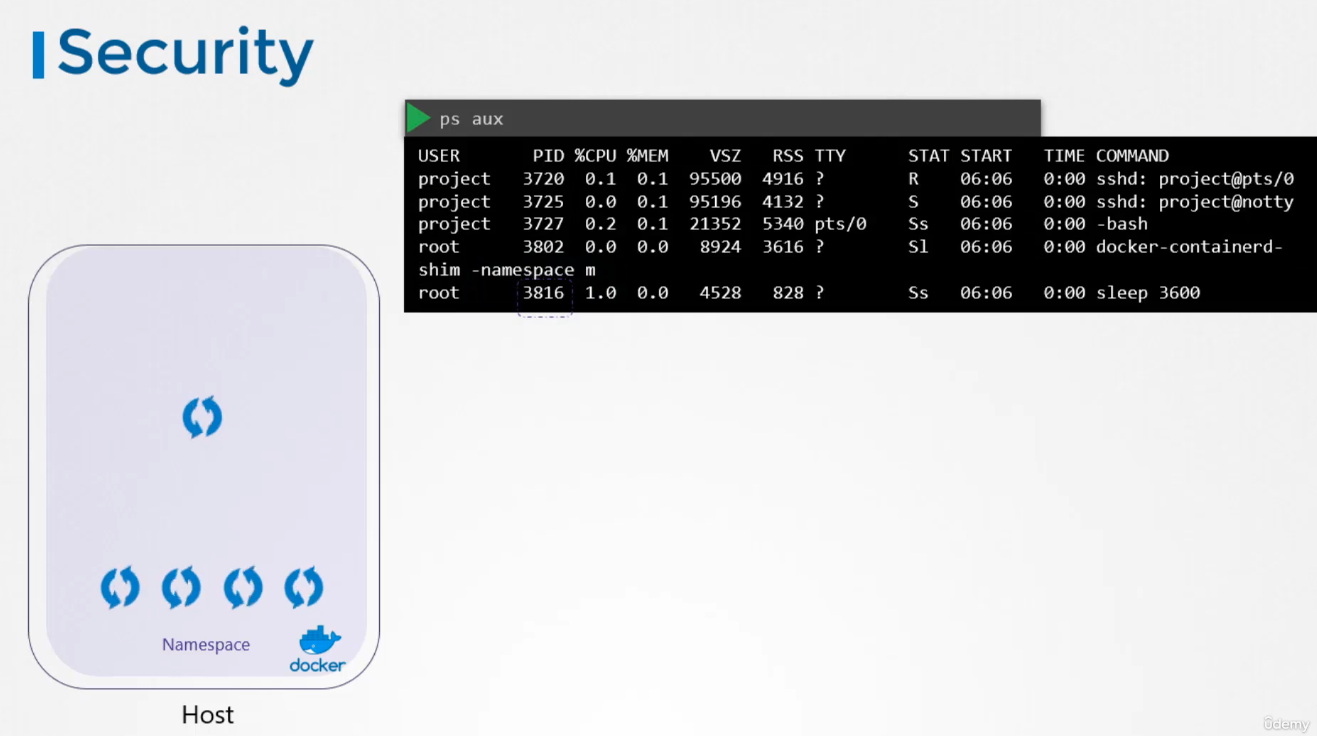 Security
ps aux
USER PID %CPU %MEM VSZ RSS TTY STAT START TIME COMMAND
project 3720 0.1 0.1 95500 4916 ? R 06:06 0:00 sshd: project@pts/0
project 3725 0.0 0.1 95196 4132 ? S 06:06 0:00 sshd: project@notty
project 3727 0.2 0.1 21352 5340 pts/0 Ss 06:06 0:00 -bash
root 3802 0.0 0.0 8924 3616 ? Sl 06:06 0:00 docker-containerd-
shim -namespace m
root 3816 1.0 0.0 4528 828 ? Ss 06:06 0:00 sleep 3600
Namespace
docker
Host
ûdemy